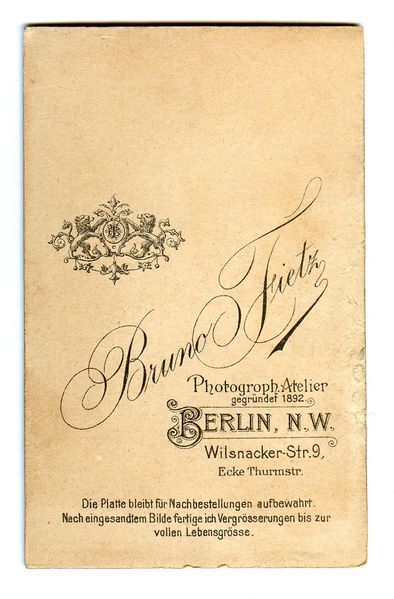 Bruno Fietz
Photogroph. Atelier
gegründet 1892.
BERLIN, N.W.
Wilsnacker-Str. 9,
Ecke Thurmstr.
Die Platte bleibt für Nachbestellungen aufbewahrt.
Nach eingesandtem Bilde fertige ich Vergrösserungen bis zur
vollen Lebensgrösse.